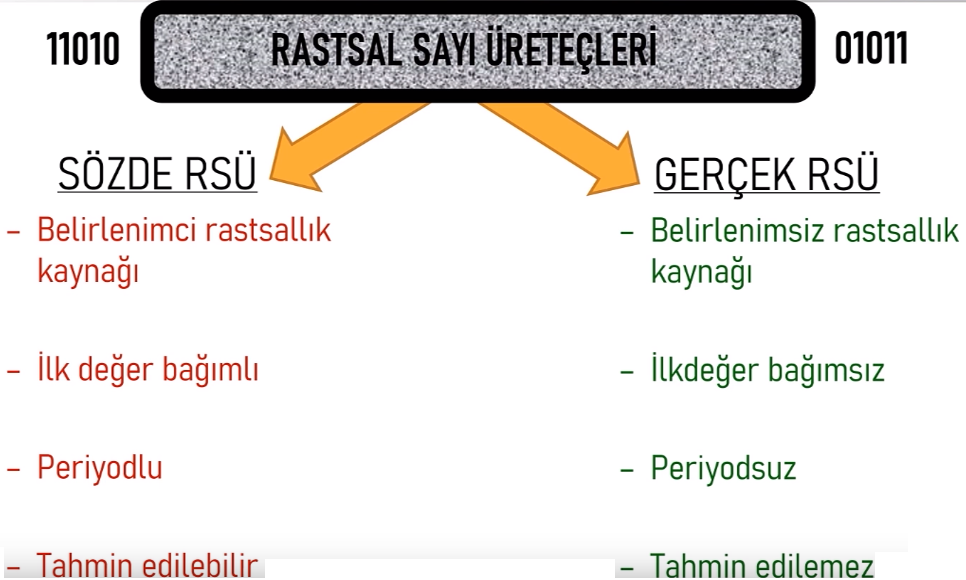 11010
RASTSAL SAYI ÜRETEÇLERİ
01011
SÖZDE RSÜ
– Belirlenimci rastsallık
kaynağı
– İlk değer bağımlı
– Periyodlu
– Tahmin edilebilir
GERÇEK RSÜ
– Belirlenimsiz rastsallık
kaynağı
– İlkdeğer bağımsız
– Periyodsuz
– Tahmin edilemez